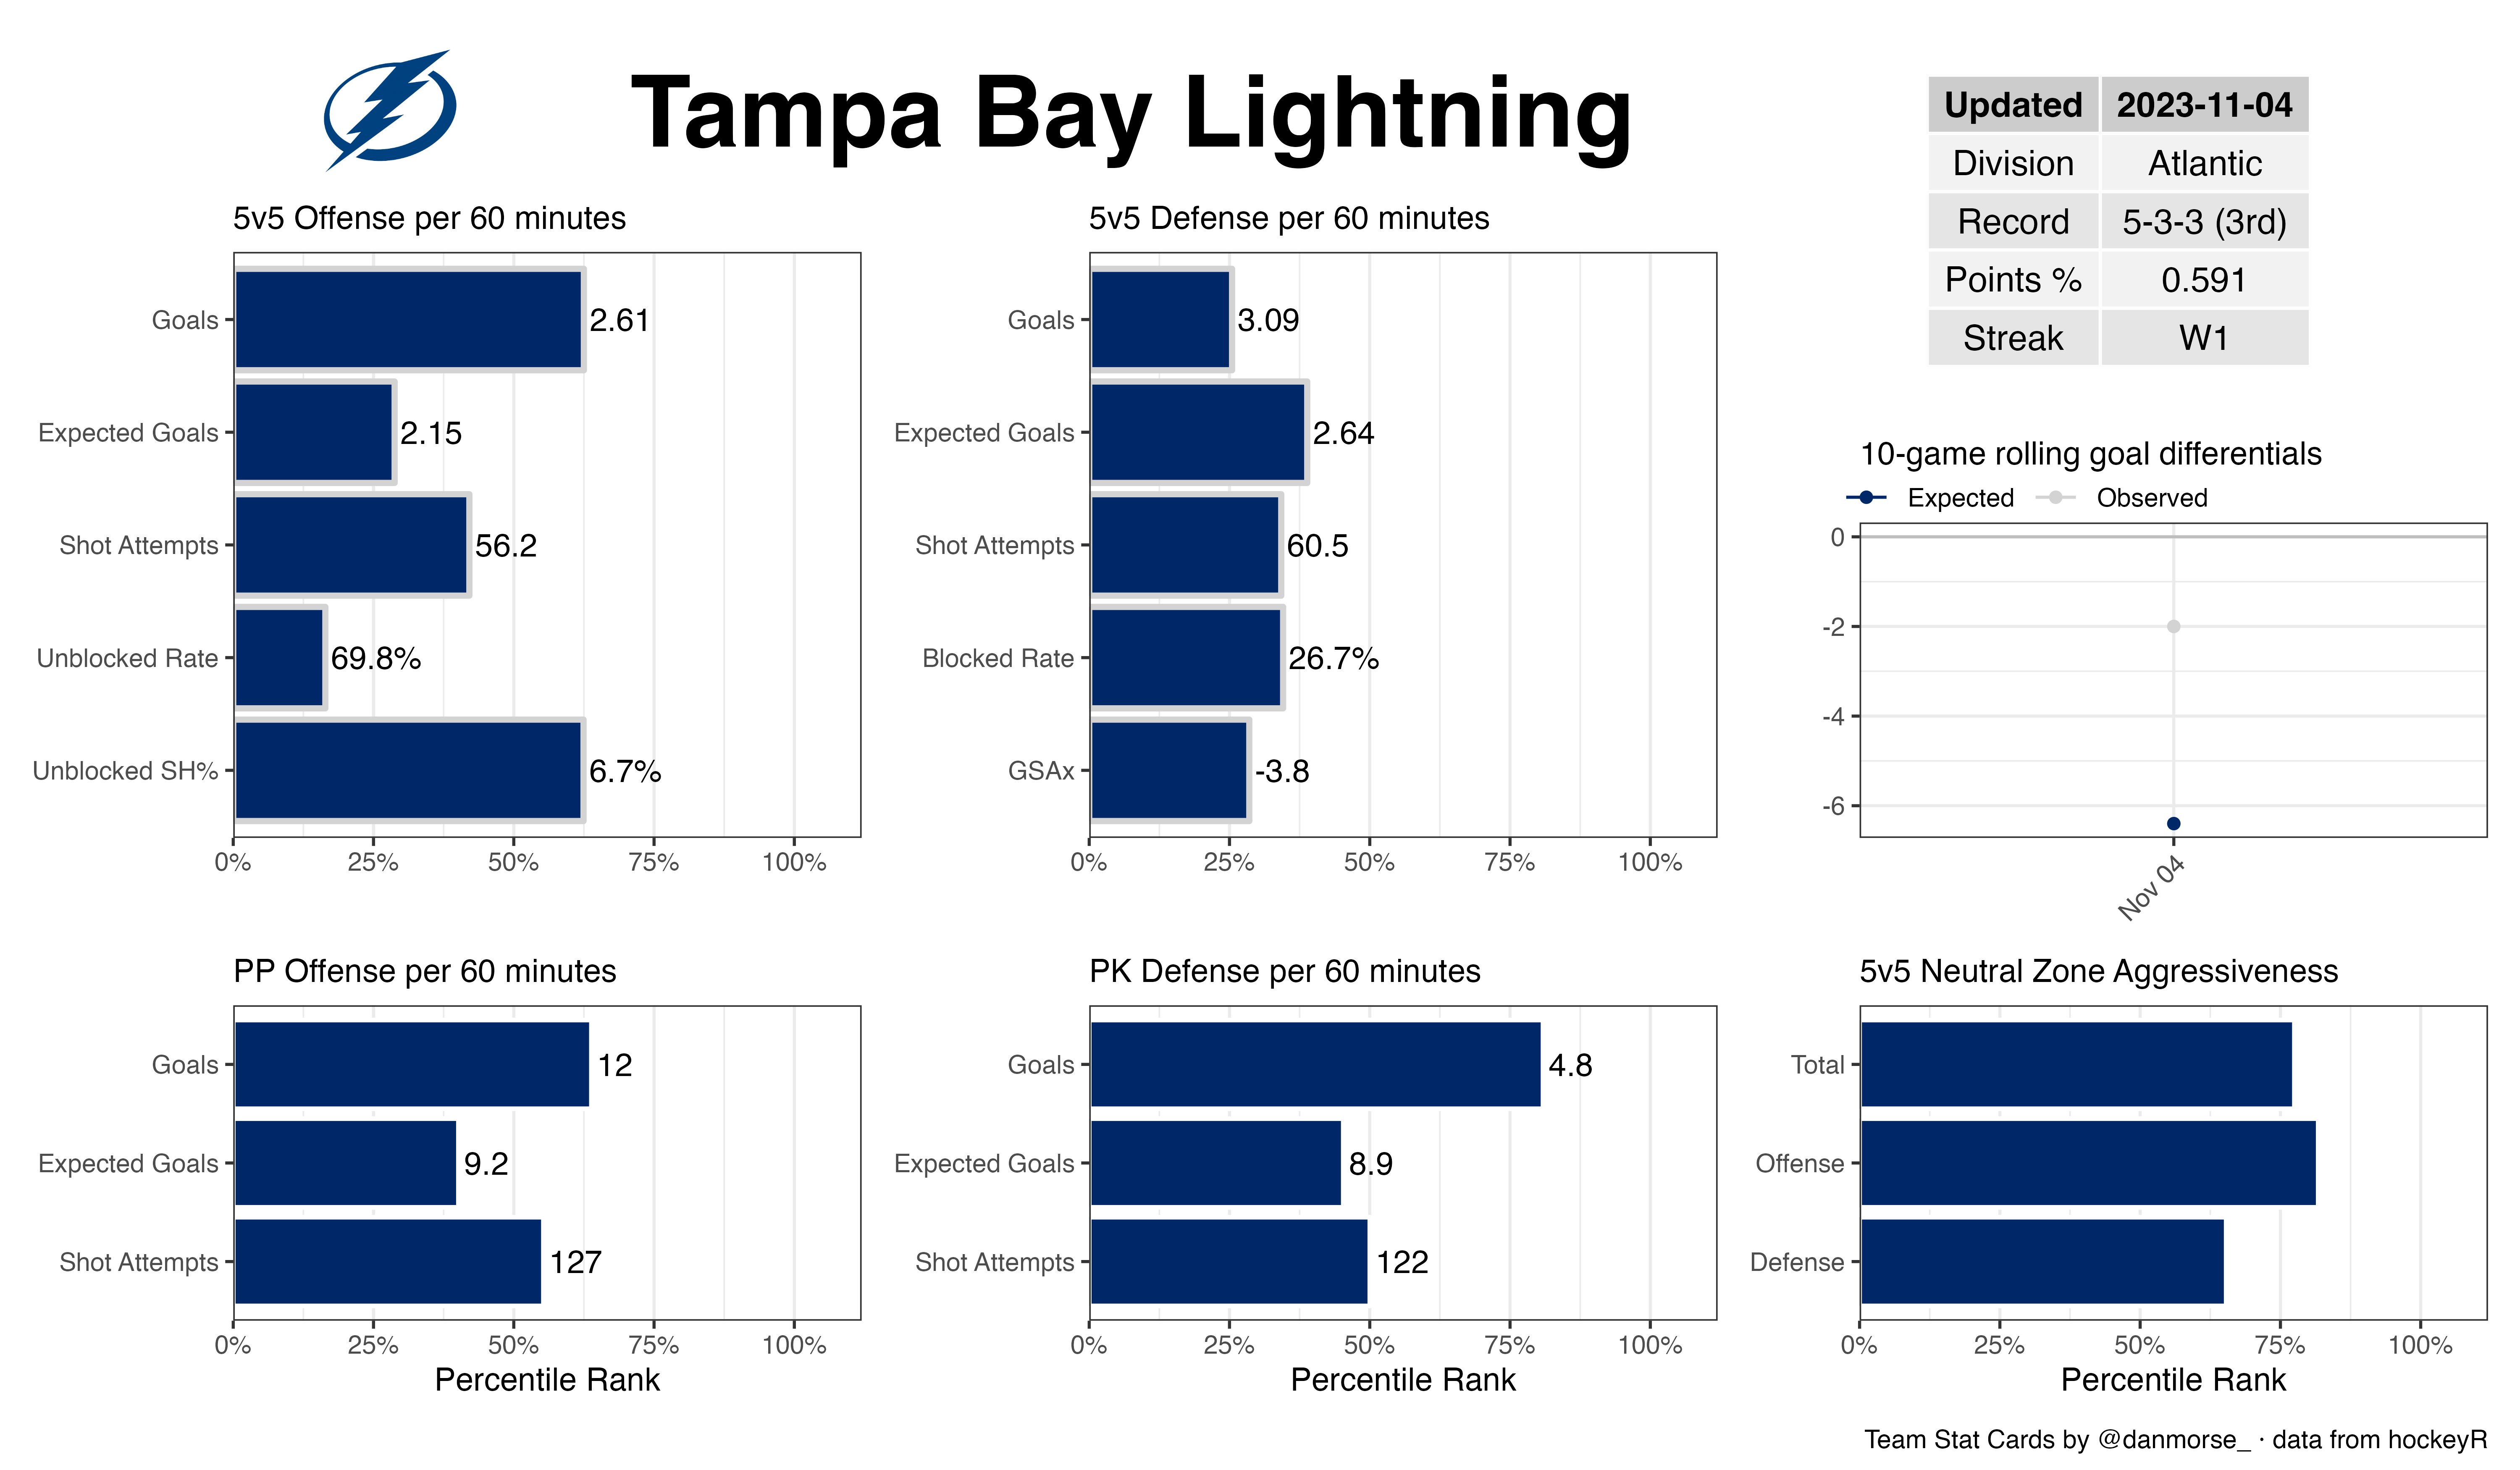 Tampa Bay Lightning
Updated 2023-11-04
Division Atlantic
Record 5-3-3 (3rd)
Points % 0.591
Streak W1
5v5 Offense per 60 minutes
Goals 2.61
Expected Goals 2.15
Shot Attempts 56.2
Unblocked Rate 69.8%
Unblocked SH% 6.7%
0% 25% 50% 75% 100%
5v5 Defense per 60 minutes
Goals 3.09
Expected Goals 2.64
Shot Attempts 60.5
Blocked Rate 26.7%
GSAx -3.8
0% 25% 50% 75% 100%
10-game rolling goal differentials
Expected Observed
0
-2
-4
-6
Nov 04
PP Offense per 60 minutes
Goals 12
Expected Goals 9.2
Shot Attempts 127
0% 25% 50% 75% 100%
Percentile Rank
PK Defense per 60 minutes
Goals 4.8
Expected Goals 8.9
Shot Attempts 122
0% 25% 50% 75% 100%
Percentile Rank
5v5 Neutral Zone Aggressiveness
Total
Offense
Defense
0% 25% 50% 75% 100%
Percentile Rank
Team Stat Cards by @danmorse_ · data from hockeyR